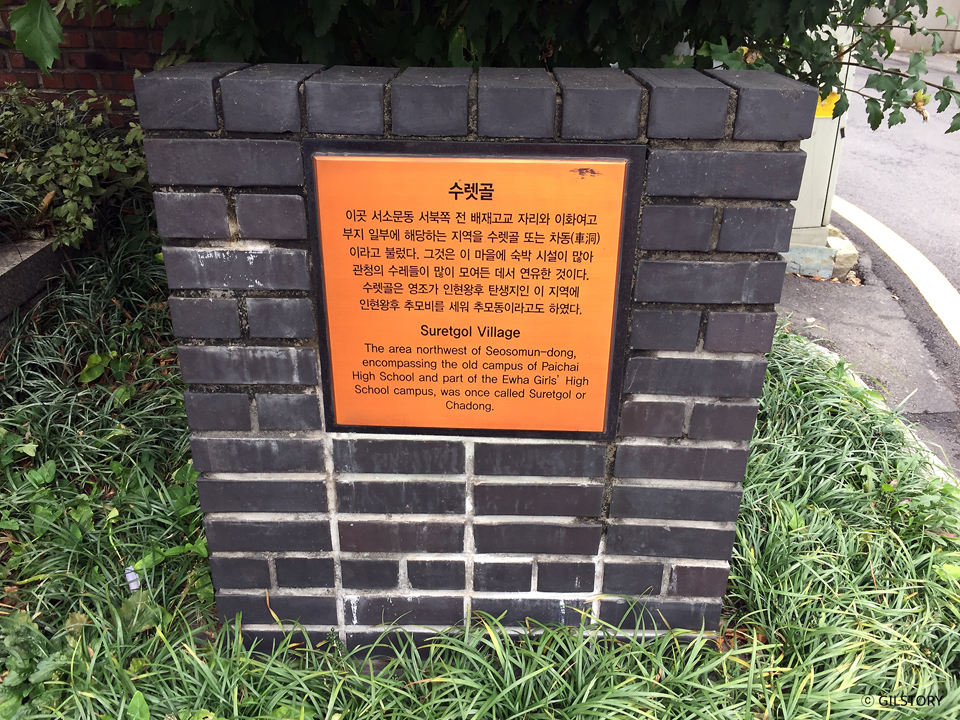 수렛골
이곳 서소문동 서북쪽 전 배재고교 자리와 이화여고
부지 일부에 해당하는 지역을 수렛골 또는 차동(車洞)
이라고 불렀다. 그것은 이 마을에 숙박 시설이 많아
관청의 수레들이 많이 모여든 데서 연유한 것이다.
수렛골은 영조가 인현왕후 탄생지인 이 지역에
인현왕후 추모비를 세워 추모동이라고도 하였다.
Suretgol Village
The area northwest of Seosomun-dong,
encompassing the old campus of Paichai
High School and part of the Ewha Girls' High
School campus, was once called Suretgol or
Chadong.
© GILSTORY